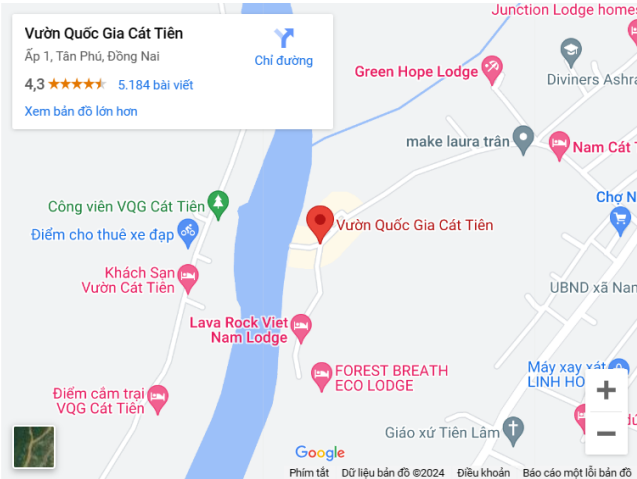 Junction Lodge homes
Vườn Quốc Gia Cát Tiên
Ấp 1, Tân Phú, Đồng Nai
Chỉ đường
4,3
5.184 bài viết
Xem bản đồ lớn hơn
Green Hope Lodge
Diviners Ashra
make laura trân
Nam Cát T
Công viên VQG Cát Tiên
Điểm cho thuê xe đạp
Vườn Quốc Gia Cát Tiên
Chợ N
Khách Sạn
Vườn Cát Tiên
UBND xã Nam
Lava Rock Viet
Nam Lodge
FOREST BREATH
ECO LODGE
Máy xay xát
LINH HO
Điểm cắm trại
VQG Cát Tiên
Giáo xứ Tiên Lâm
Google
Phím tắt
Dữ liệu bản đồ ©2024
Điều khoản
Báo cáo một lỗi bản đồ